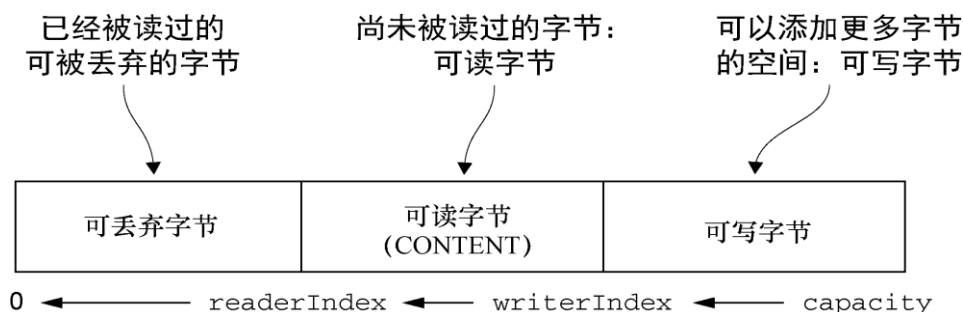 已经被读过的
可被丢弃的字节
尚未被读过的字节：
可读字节
可以添加更多字节
的空间：可写字节
可丢弃字节
可读字节
(CONTENT)
可写字节
0 readerIndex writerIndex capacity